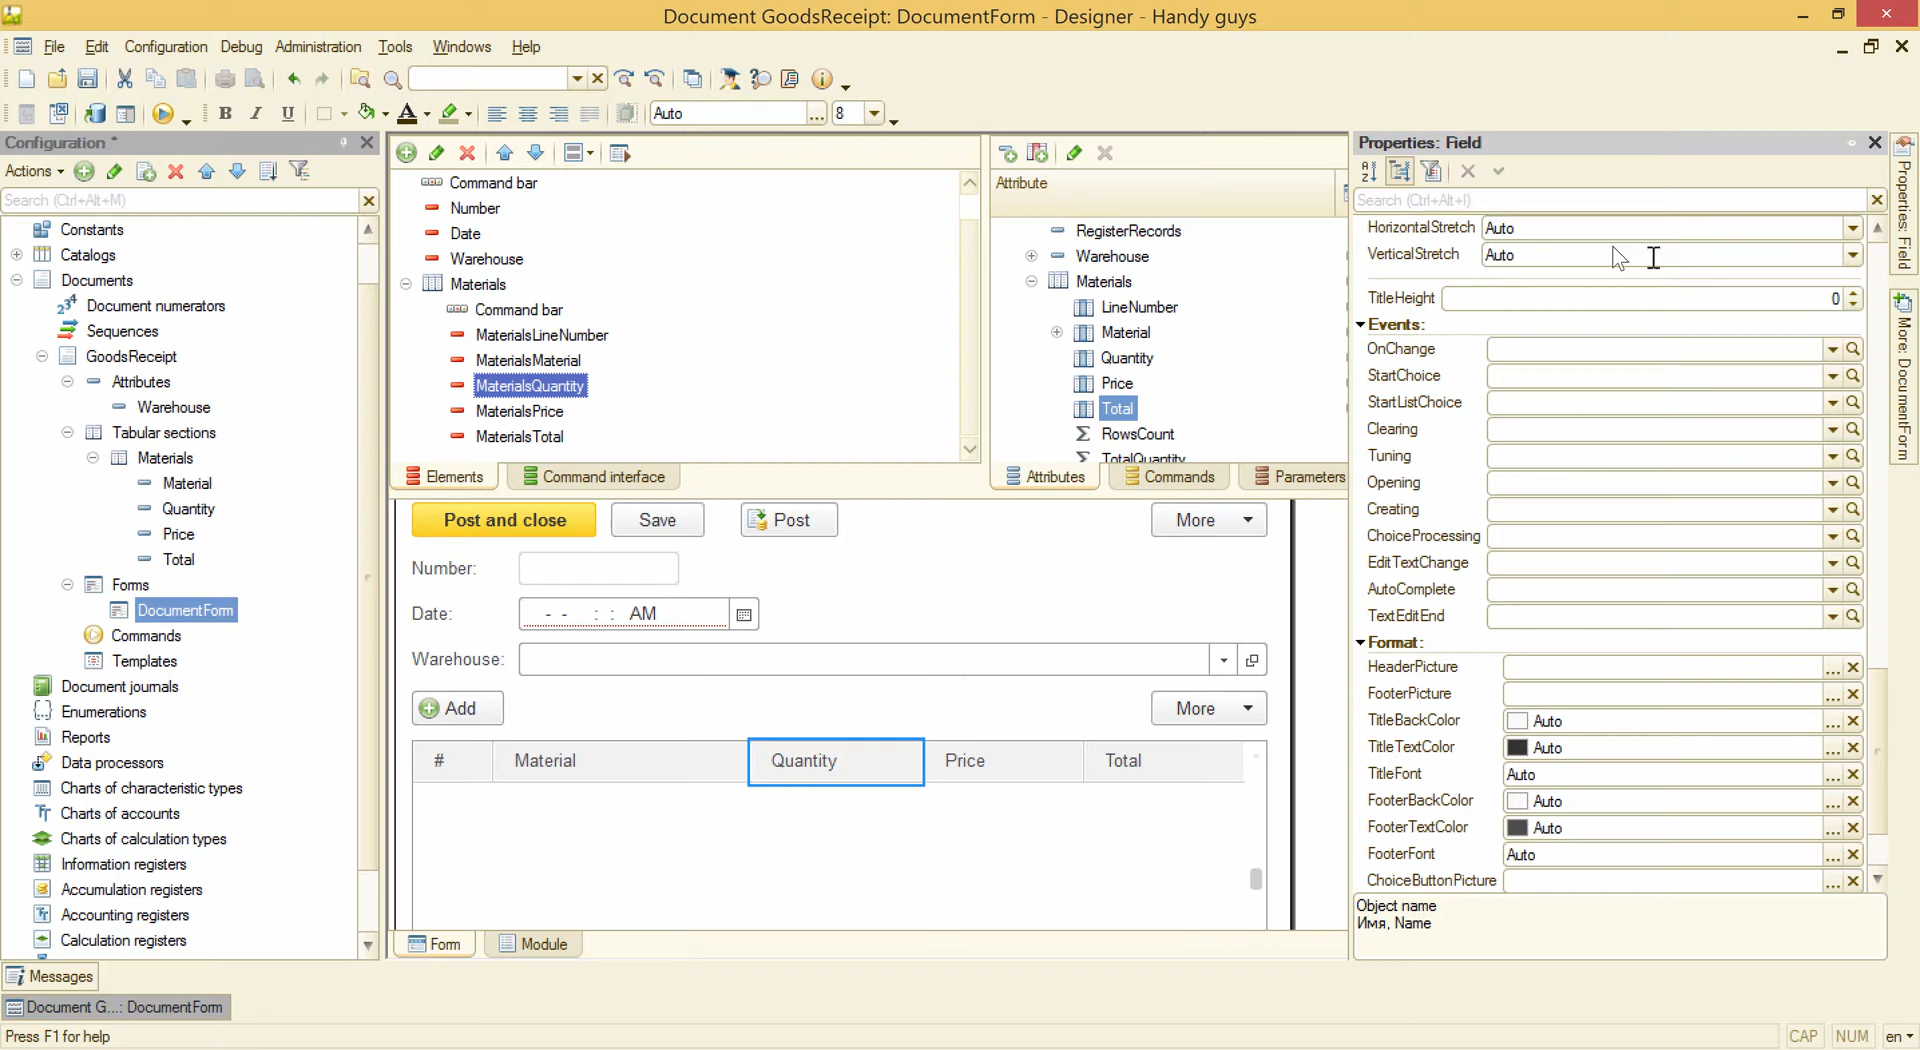 Document GoodsReceipt: DocumentForm - Designer - Handy guys
File Edit Configuration Debug Administration Tools Windows Help
Auto ... 8
Configuration *
Actions
Search (Ctrl+Alt+M)
Constants
Catalogs
Documents
Document numerators
Sequences
GoodsReceipt
Attributes
Warehouse
Tabular sections
Materials
Material
Quantity
Price
Total
Forms
DocumentForm
Commands
Templates
Document journals
Enumerations
Reports
Data processors
Charts of characteristic types
Charts of accounts
Charts of calculation types
Information registers
Accumulation registers
Accounting registers
Calculation registers
Command bar
Number
Date
Warehouse
Materials
Command bar
MaterialsLineNumber
MaterialsMaterial
MaterialsQuantity
MaterialsPrice
MaterialsTotal
Elements Command interface
Attribute
RegisterRecords
Warehouse
Materials
LineNumber
Material
Quantity
Price
Total
RowsCount
TotalQuantity
Attributes Commands Parameters
Post and close Save Post More
Number:
Date: - - : : AM
Warehouse:
Add More
# Material Quantity Price Total
Form Module
Properties: Field
Search (Ctrl+Alt+I)
HorizontalStretch Auto
VerticalStretch Auto
TitleHeight 0
Events:
OnChange
StartChoice
StartListChoice
Clearing
Tuning
Opening
Creating
ChoiceProcessing
EditTextChange
AutoComplete
TextEditEnd
Format:
HeaderPicture ...
FooterPicture ...
TitleBackColor Auto ...
TitleTextColor Auto ...
TitleFont Auto ...
FooterBackColor Auto ...
FooterTextColor Auto ...
FooterFont Auto ...
ChoiceButtonPicture ...
Object name
Имя, Name
Properties: Field
More: DocumentForm
Messages
Document G...: DocumentForm
Press F1 for help
CAP NUM en